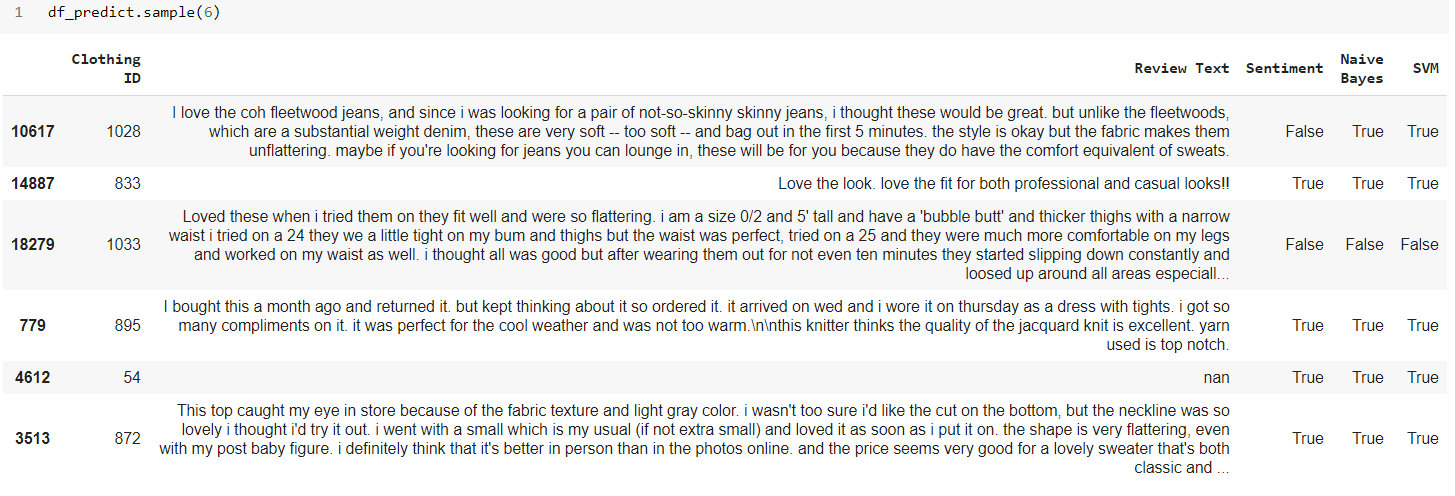 1 df_predict.sample(6)
Clothing
ID
Review Text Sentiment
Naive
Bayes
SVM
I love the coh fleetwood jeans, and since i was looking for a pair of not-so-skinny skinny jeans, i thought these would be great. but unlike the fleetwoods,
10617 1028 which are a substantial weight denim, these are very soft -- too soft -- and bag out in the first 5 minutes. the style is okay but the fabric makes them False True True
unflattering. maybe if you're looking for jeans you can lounge in, these will be for you because they do have the comfort equivalent of sweats.
14887 833 Love the look. love the fit for both professional and casual looks!! True True True
Loved these when i tried them on they fit well and were so flattering. i am a size 0/2 and 5' tall and have a 'bubble butt' and thicker thighs with a narrow
18279 1033 waist i tried on a 24 they we a little tight on my bum and thighs but the waist was perfect, tried on a 25 and they were much more comfortable on my legs False False False
and worked on my waist as well. i thought all was good but after wearing them out for not even ten minutes they started slipping down constantly and
loosed up around all areas especiall...
I bought this a month ago and returned it. but kept thinking about it so ordered it. it arrived on wed and i wore it on thursday as a dress with tights. i got so
779 895 many compliments on it. it was perfect for the cool weather and was not too warm.\n\nthis knitter thinks the quality of the jacquard knit is excellent. yarn True True True
used is top notch.
4612 54 nan True True True
This top caught my eye in store because of the fabric texture and light gray color. i wasn't too sure i'd like the cut on the bottom, but the neckline was so
3513 872 lovely i thought i'd try it out. i went with a small which is my usual (if not extra small) and loved it as soon as i put it on. the shape is very flattering, even True True True
with my post baby figure. i definitely think that it's better in person than in the photos online. and the price seems very good for a lovely sweater that's both
classic and ...